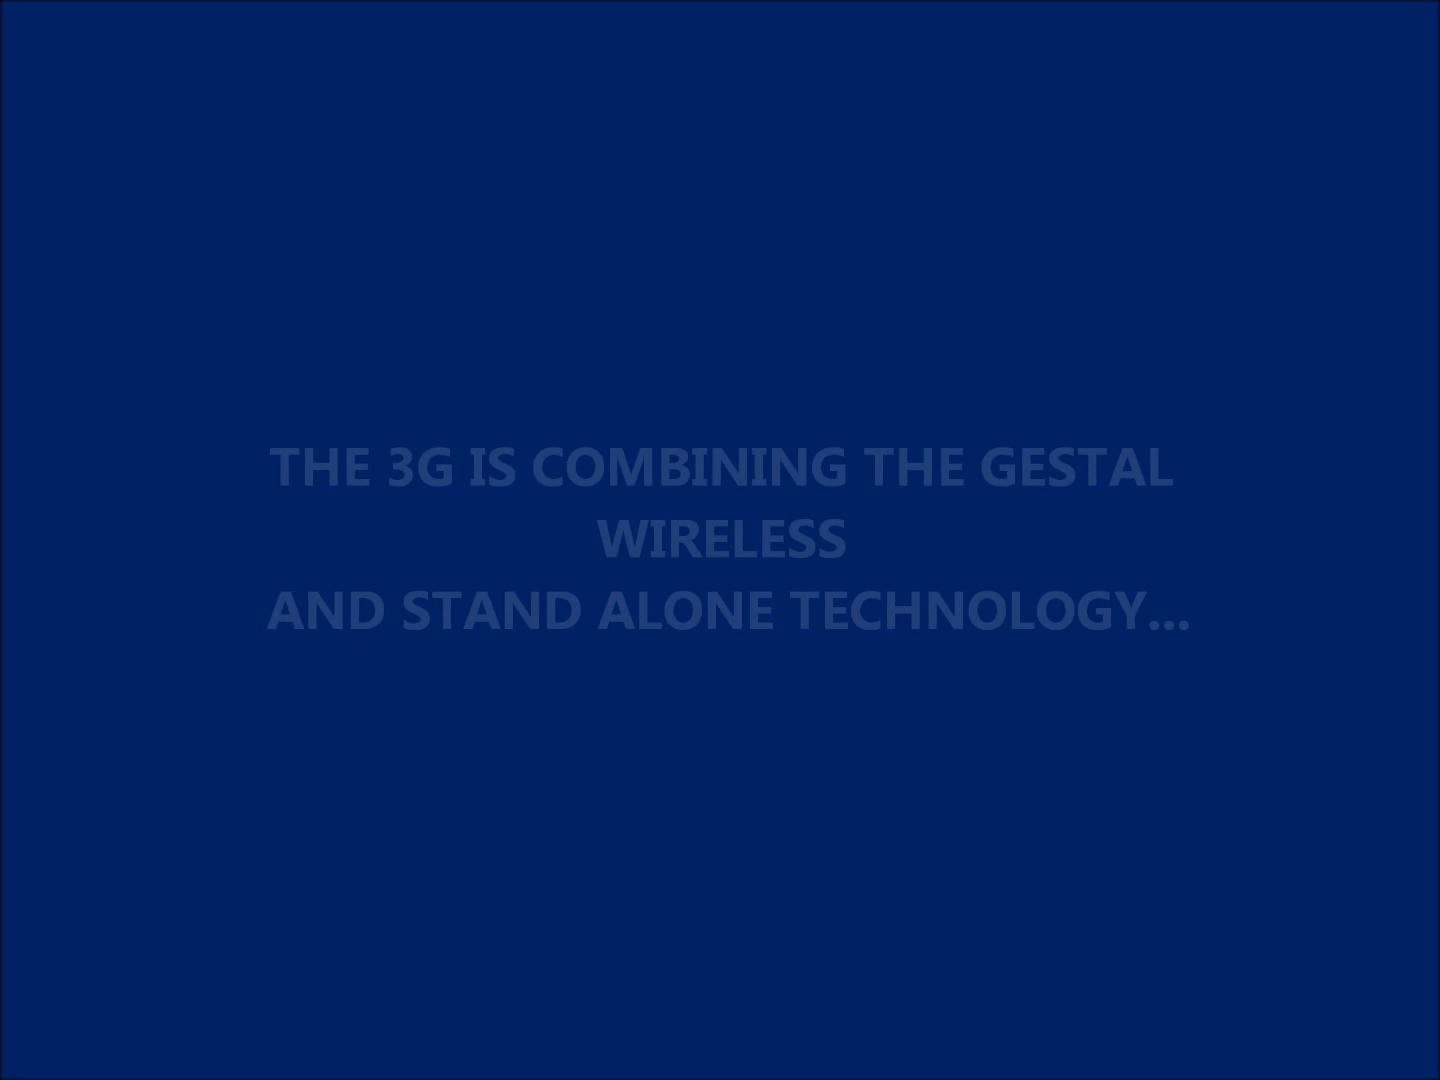 THE 3G IS COMBINING THE GESTAL
WIRELESS
AND STAND ALONE TECHNOLOGY...